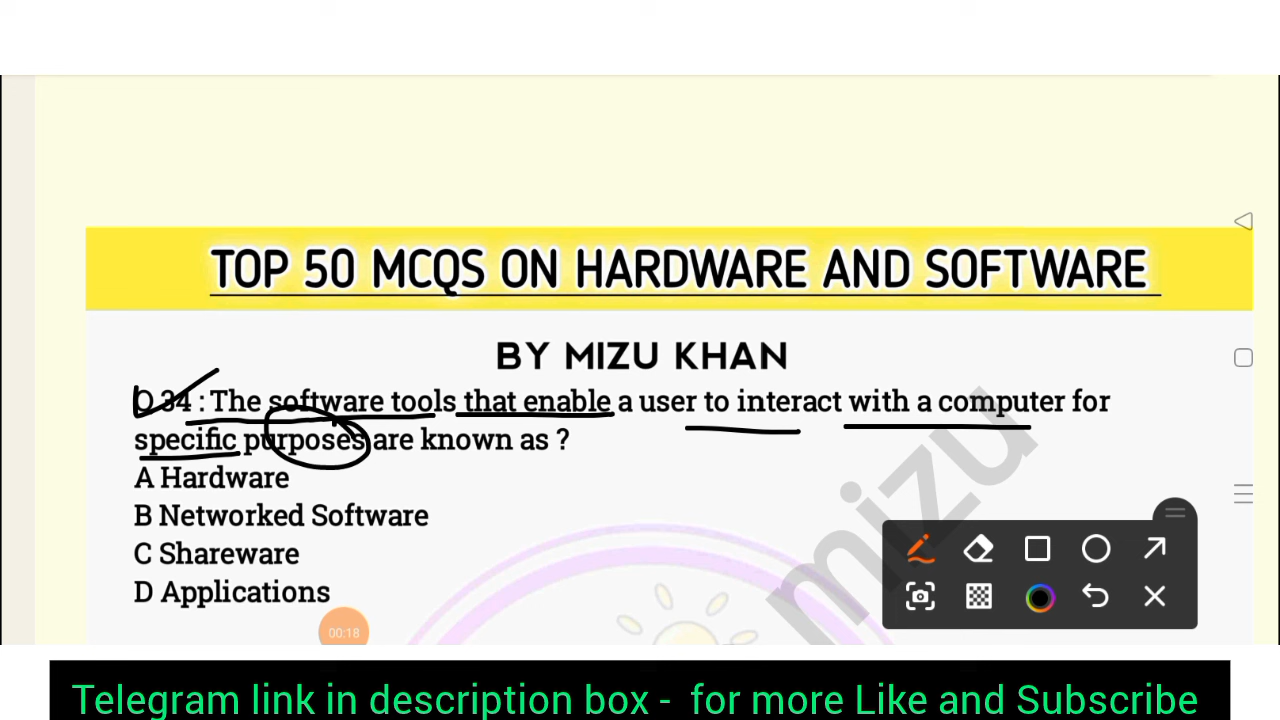 TOP 50 MCQS ON HARDWARE AND SOFTWARE
BY MIZU KHAN
Q 34 : The software tools that enable a user to interact with a computer for
specific purposes are known as ?
A Hardware
B Networked Software
C Shareware
D Applications
mizu
00:18
Telegram link in description box - for more Like and Subscribe